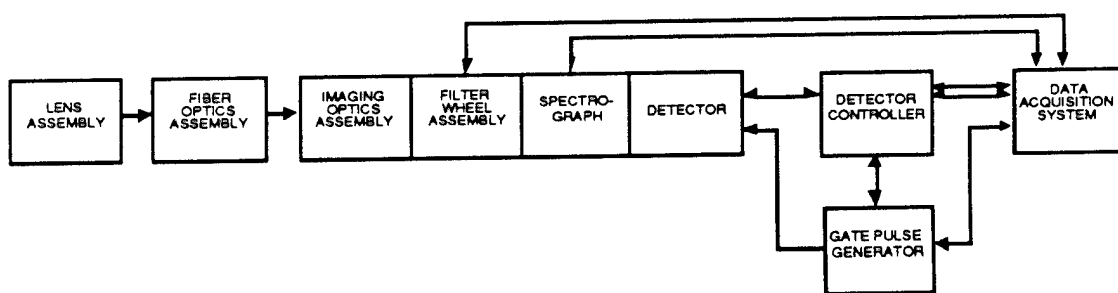 LENS
ASSEMBLY
FIBER
OPTICS
ASSEMBLY
IMAGING
OPTICS
ASSEMBLY
FILTER
WHEEL
ASSEMBLY
SPECTRO-
GRAPH
DETECTOR
DETECTOR
CONTROLLER
DATA
ACQUISITION
SYSTEM
GATE PULSE
GENERATOR